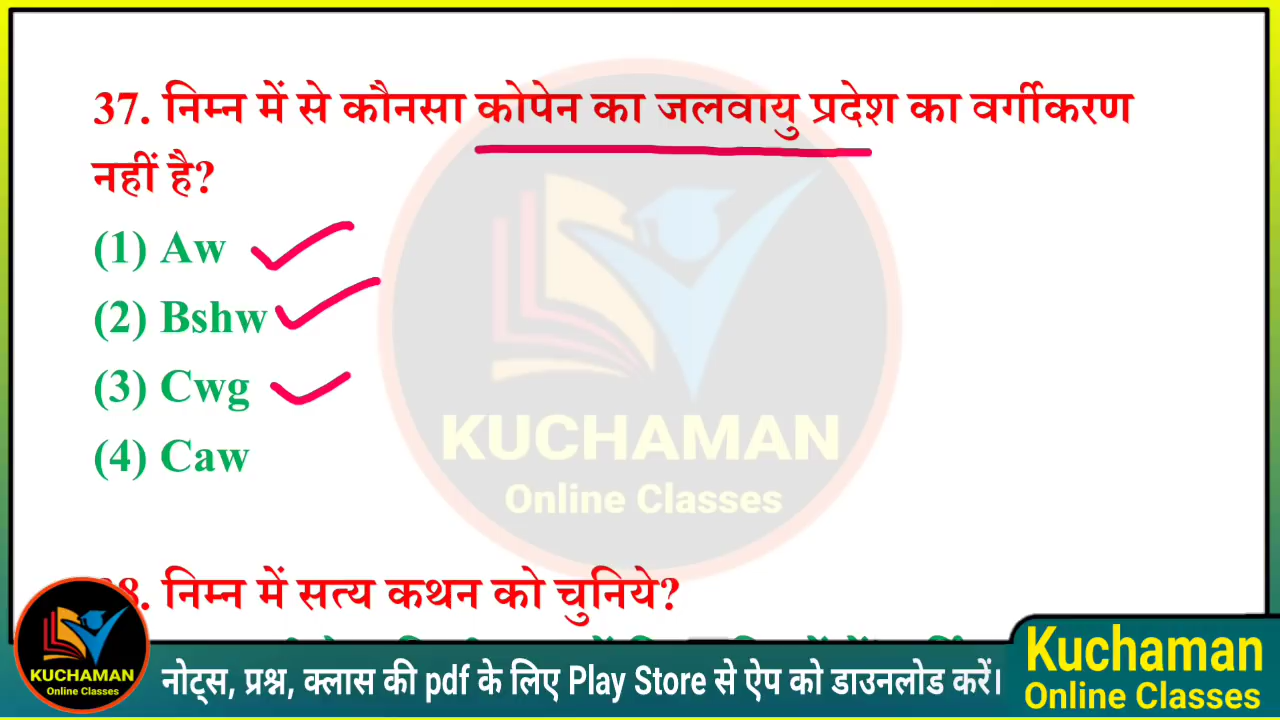 37. निम्न में से कौनसा कोपेन का जलवायु प्रदेश का वर्गीकरण
नहीं है?
(1) Aw
(2) Bshw
(3) Cwg
(4) Caw
KUCHAMAN
Online Classes
38. निम्न में सत्य कथन को चुनिये?
KUCHAMAN
Online Classes
नोट्स, प्रश्न, क्लास की pdf के लिए Play Store से ऐप को डाउनलोड करें।
Kuchaman
Online Classes